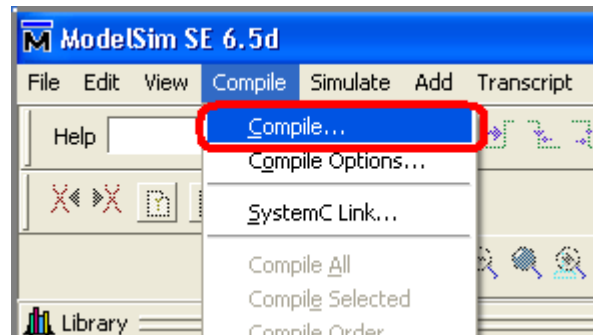 ModelSim SE 6.5d
File Edit View Compile Simulate Add Transcript
Help
Compile...
Compile Options...
SystemC Link...
Compile All
Compile Selected
Compile Order...
Library